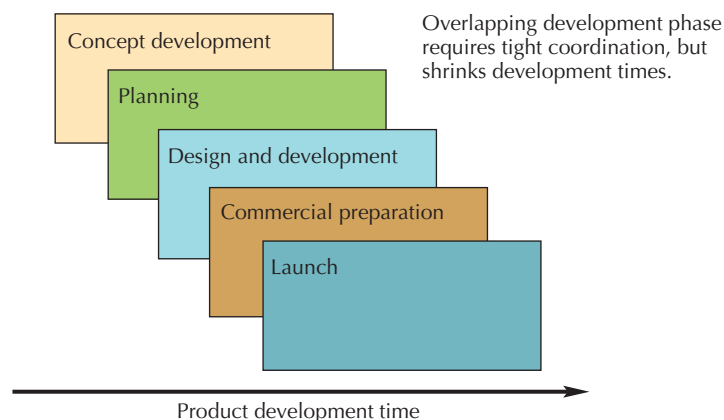 Concept development
Overlapping development phase
requires tight coordination, but
shrinks development times.
Planning
Design and development
Commercial preparation
Launch
Product development time